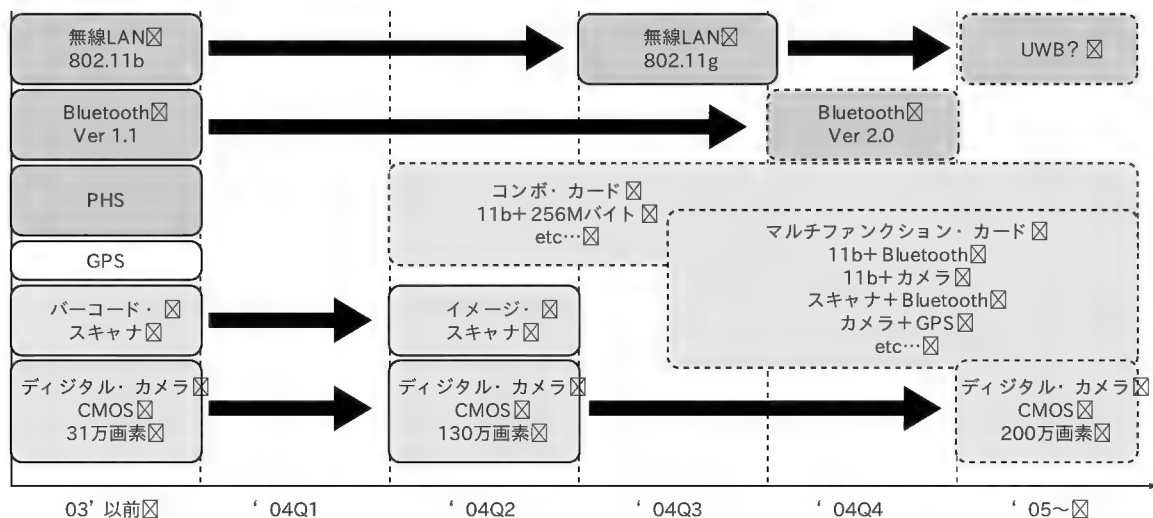 無線LAN
802.11b
無線LAN
802.11g
UWB?
Bluetooth
Ver 1.1
Bluetooth
Ver 2.0
PHS
コンボ・カード
11b+256Mバイト
etc…
マルチファンクション・カード
11b+Bluetooth
11b+カメラ
スキャナ+Bluetooth
カメラ+GPS
etc…
GPS
バーコード・
スキャナ
イメージ・
スキャナ
ディジタル・カメラ
CMOS
31万画素
ディジタル・カメラ
CMOS
130万画素
ディジタル・カメラ
CMOS
200万画素
03’以前
‘04Q1
‘04Q2
‘04Q3
‘04Q4
‘05〜